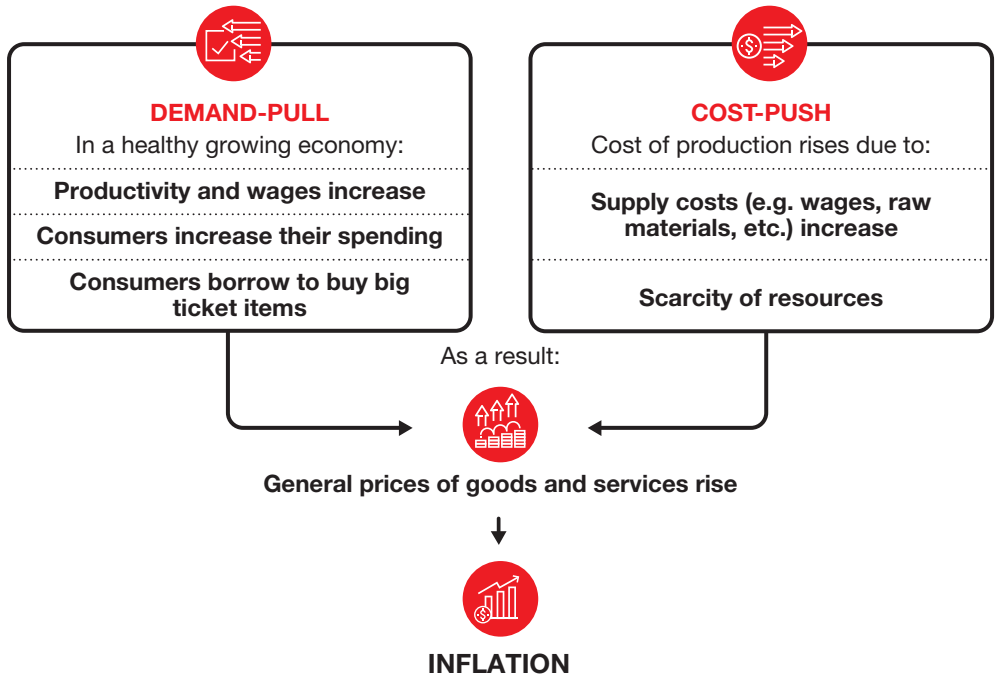 DEMAND-PULL
In a healthy growing economy:
Productivity and wages increase
Consumers increase their spending
Consumers borrow to buy big
ticket items
COST-PUSH
Cost of production rises due to:
Supply costs (e.g. wages, raw
materials, etc.) increase
Scarcity of resources
As a result:
General prices of goods and services rise
INFLATION